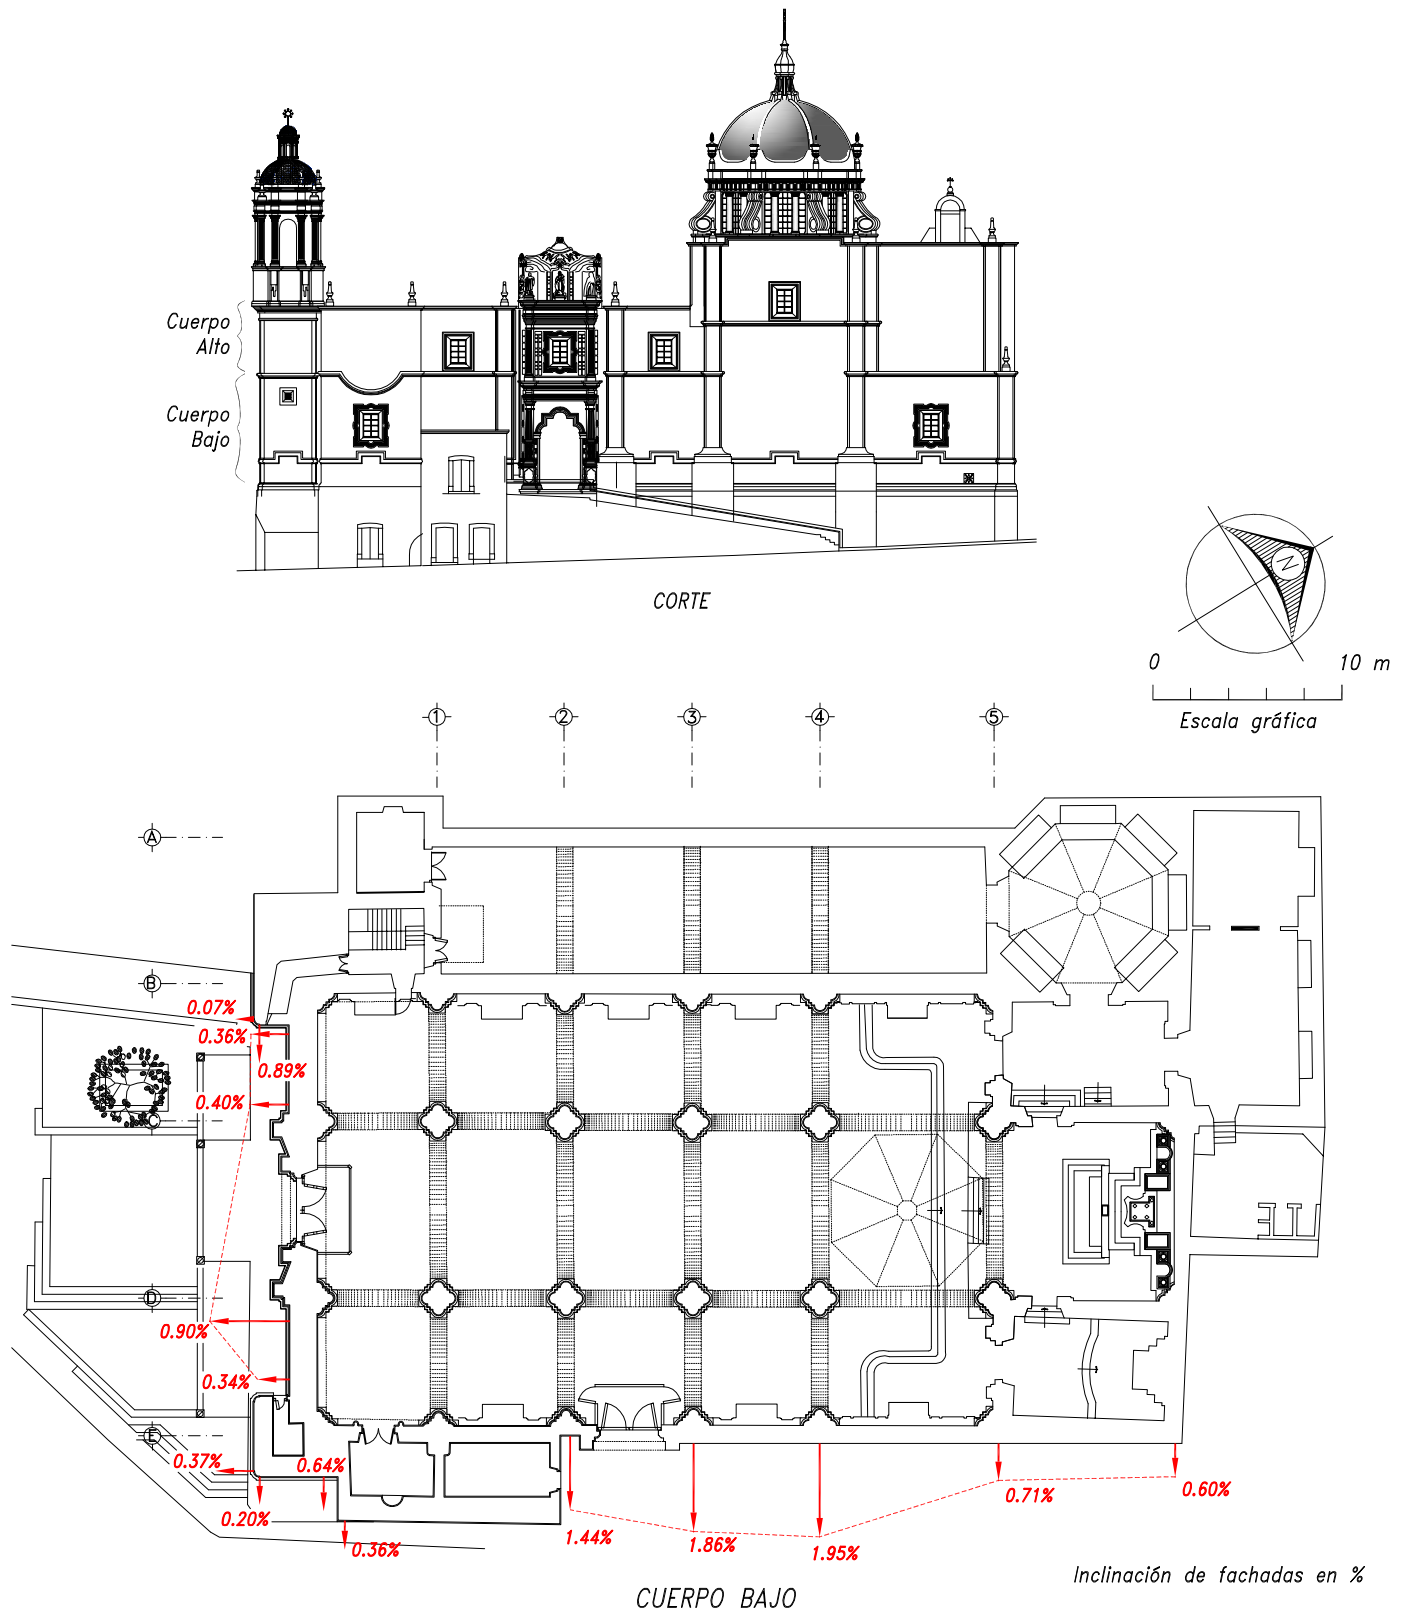 Cuerpo
Alto
Cuerpo
Bajo
CORTE
N
0 10 m
Escala gráfica
1 2 3 4 5
A
B
0.07%
0.36%
0.89%
0.40%
C
D
0.90%
0.34%
E
0.37%
0.64%
0.20%
0.36%
1.44%
1.86%
1.95%
0.71%
0.60%
Inclinación de fachadas en %
CUERPO BAJO